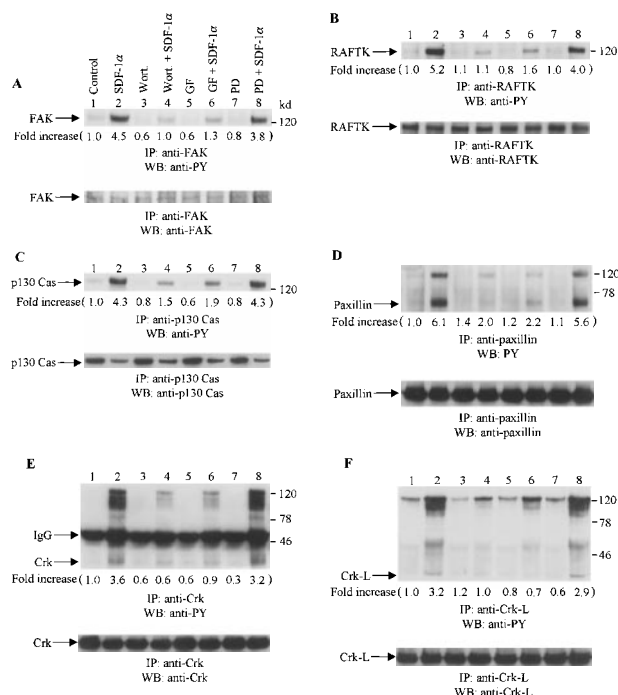 A
Control
SDF-1α
Wort.
Wort + SDF-1α
GF
GF + SDF-1α
PD
PD + SDF-1α
1 2 3 4 5 6 7 8 kd
FAK
120
Fold increase (1.0 4.5 0.6 1.0 0.6 1.3 0.8 3.8)
IP: anti-FAK
WB: anti-PY
FAK
IP: anti-FAK
WB: anti-FAK
B
1 2 3 4 5 6 7 8
RAFTK
120
Fold increase (1.0 5.2 1.1 1.1 0.8 1.6 1.0 4.0)
IP: anti-RAFTK
WB: anti-PY
RAFTK
IP: anti-RAFTK
WB: anti-RAFTK
C
1 2 3 4 5 6 7 8
p130 Cas
120
Fold increase (1.0 4.3 0.8 1.5 0.6 1.9 0.8 4.3)
IP: anti-p130 Cas
WB: anti-PY
p130 Cas
IP: anti-p130 Cas
WB: anti-p130 Cas
D
1 2 3 4 5 6 7 8
120
78
Paxillin
Fold increase (1.0 6.1 1.4 2.0 1.2 2.2 1.1 5.6)
IP: anti-paxillin
WB: PY
Paxillin
IP: anti-paxillin
WB: anti-paxillin
E
1 2 3 4 5 6 7 8
120
78
IgG
46
Crk
Fold increase (1.0 3.6 0.6 0.6 0.6 0.9 0.3 3.2)
IP: anti-Crk
WB: anti-PY
Crk
IP: anti-Crk
WB: anti-Crk
F
1 2 3 4 5 6 7 8
120
78
46
Crk-L
Fold increase (1.0 3.2 1.2 1.0 0.8 0.7 0.6 2.9)
IP: anti-Crk-L
WB: anti-PY
Crk-L
IP: anti-Crk-L
WB: anti-Crk-L